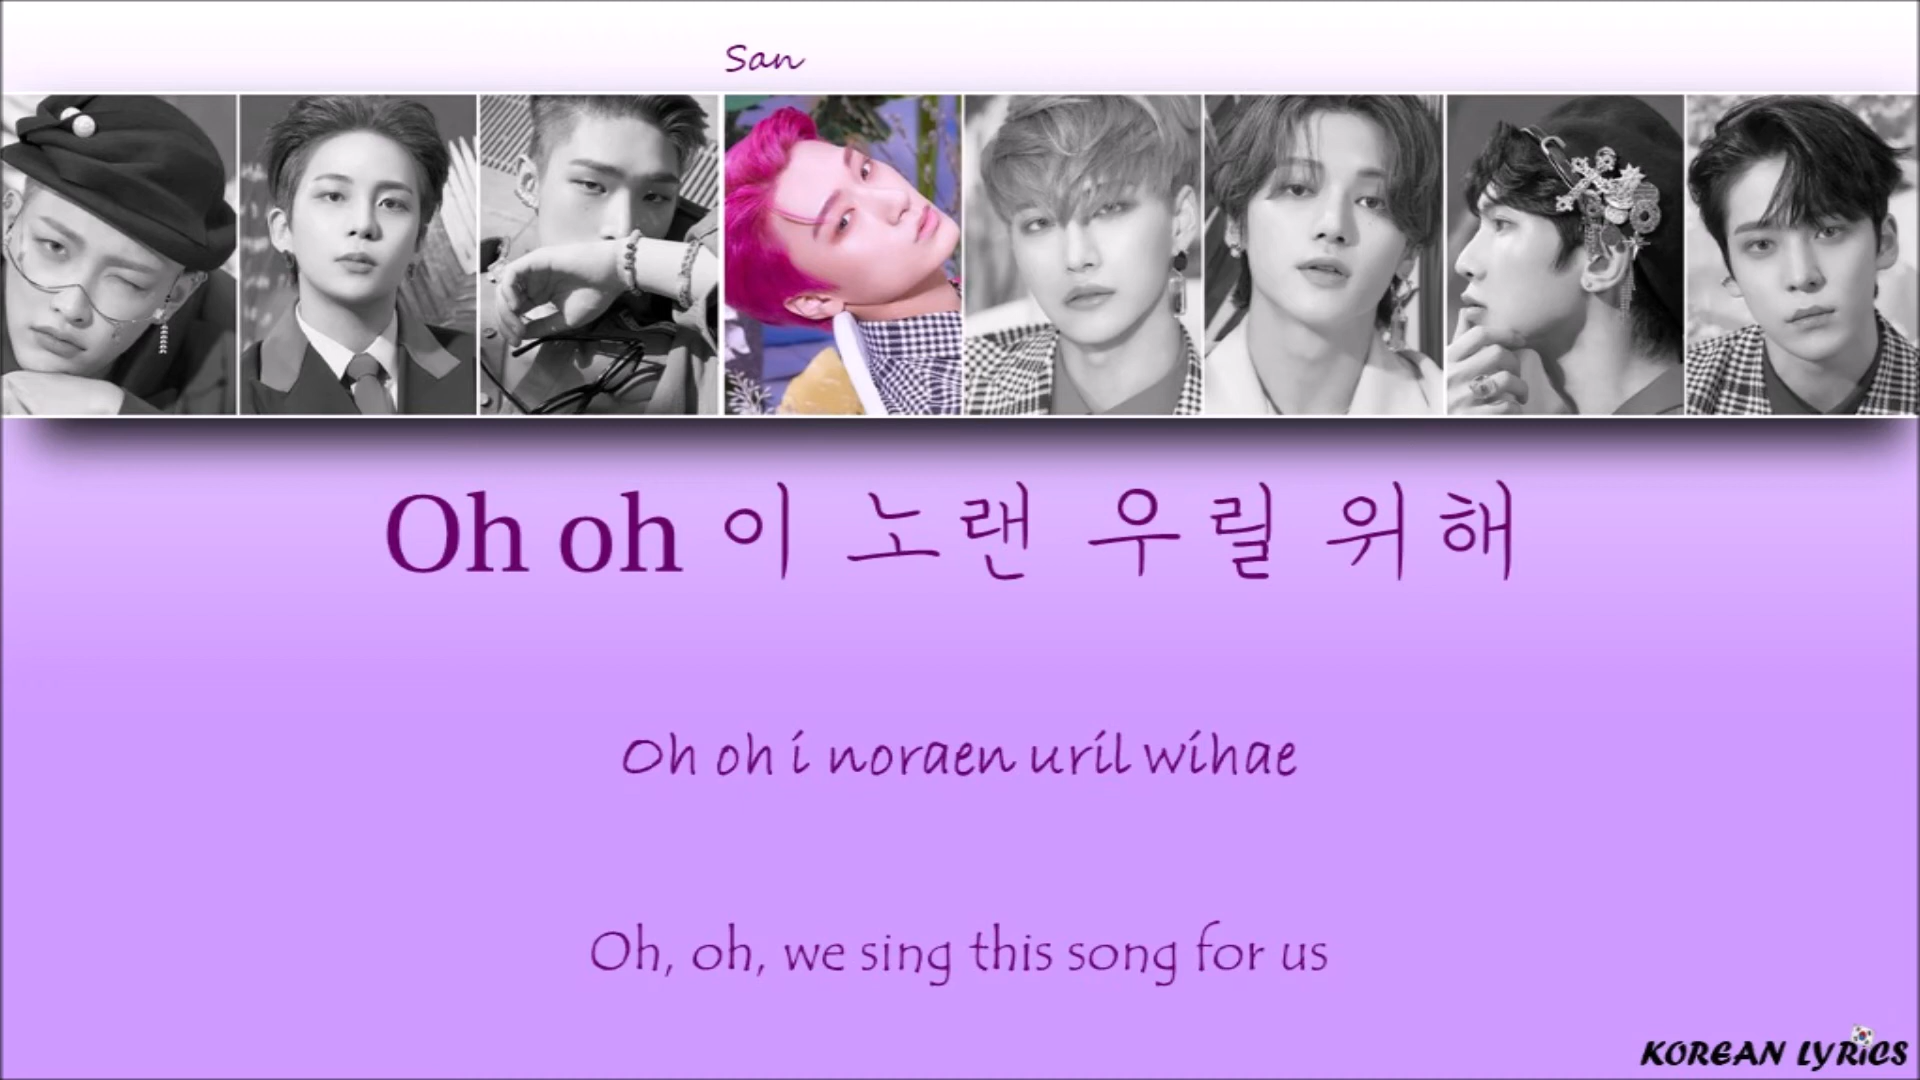 San
Oh oh 이 노랜 우릴 위해
Oh oh i noraen uril wihae
Oh, oh, we sing this song for us
KOREAN LYRICS